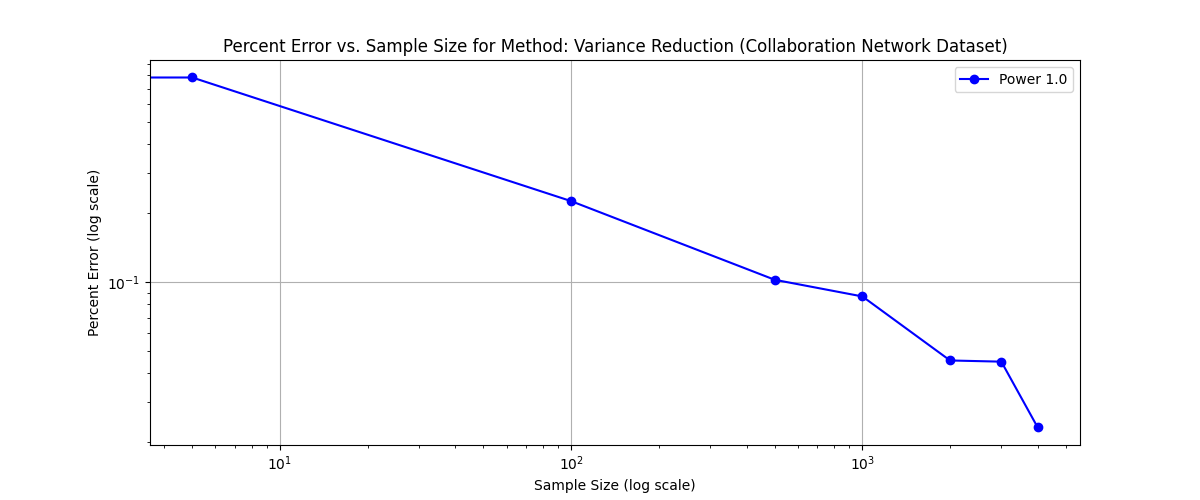 Percent Error vs. Sample Size for Method: Variance Reduction (Collaboration Network Dataset)
Power 1.0
Percent Error (log scale)
10⁻¹
10¹ 10² 10³
Sample Size (log scale)